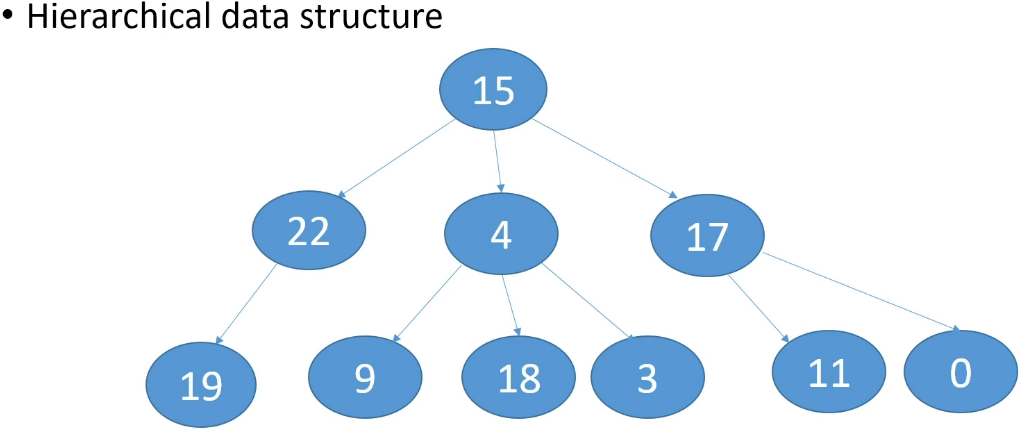 • Hierarchical data structure
15
22 4 17
19 9 18 3 11 0